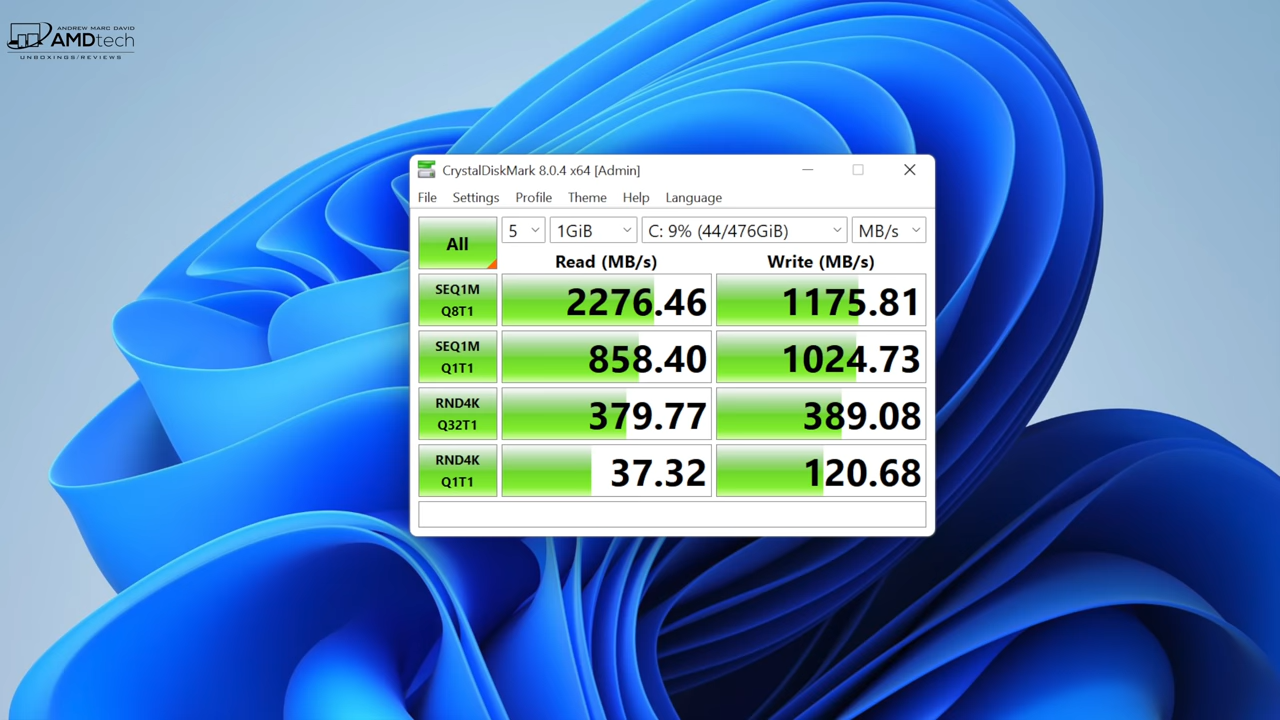 ANDREW MARC DAVID
AMDtech
UNBOXINGS/REVIEWS
CrystalDiskMark 8.0.4 x64 [Admin]
File Settings Profile Theme Help Language
All 5 1GiB C: 9% (44/476GiB) MB/s
Read (MB/s) Write (MB/s)
SEQ1M
Q8T1 2276.46 1175.81
SEQ1M
Q1T1 858.40 1024.73
RND4K
Q32T1 379.77 389.08
RND4K
Q1T1 37.32 120.68